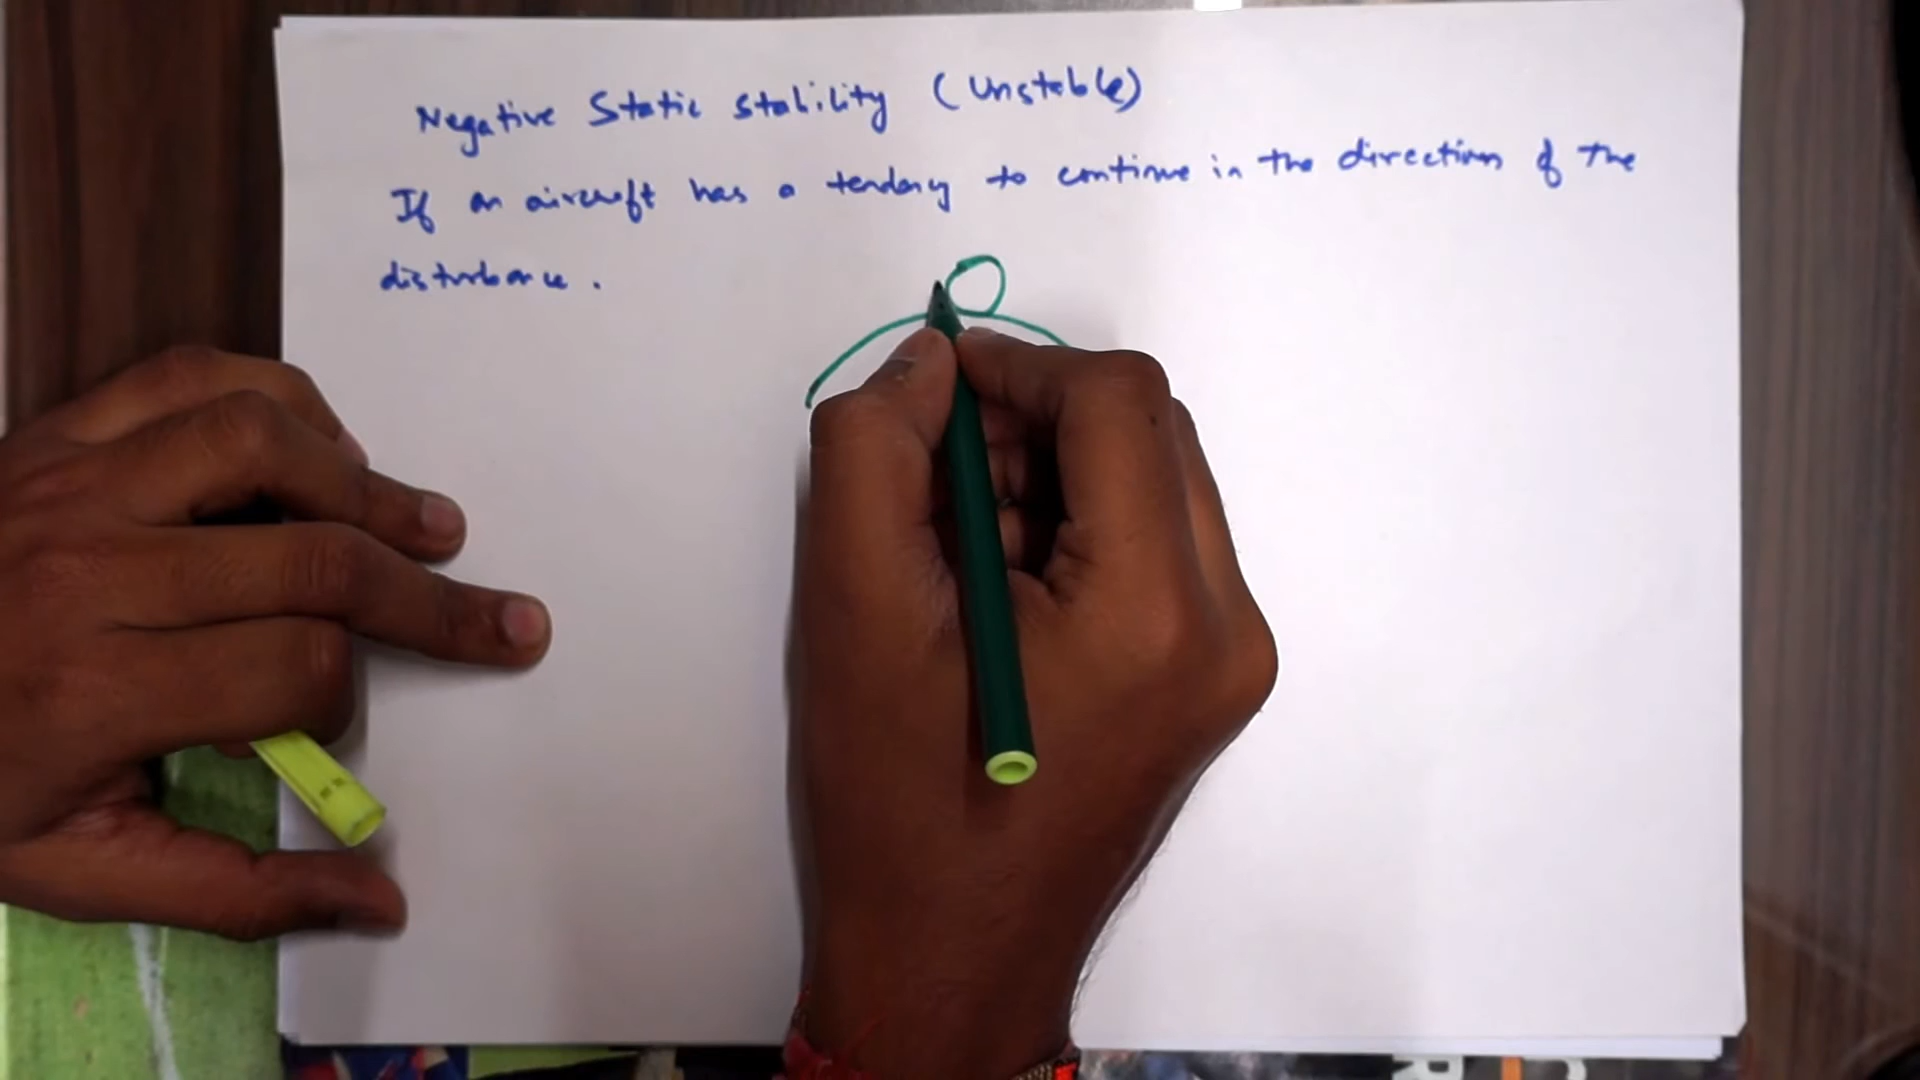 Negative Static Stability (Unstable)
If an aircraft has a tendency to continue in the direction of the
disturbance.